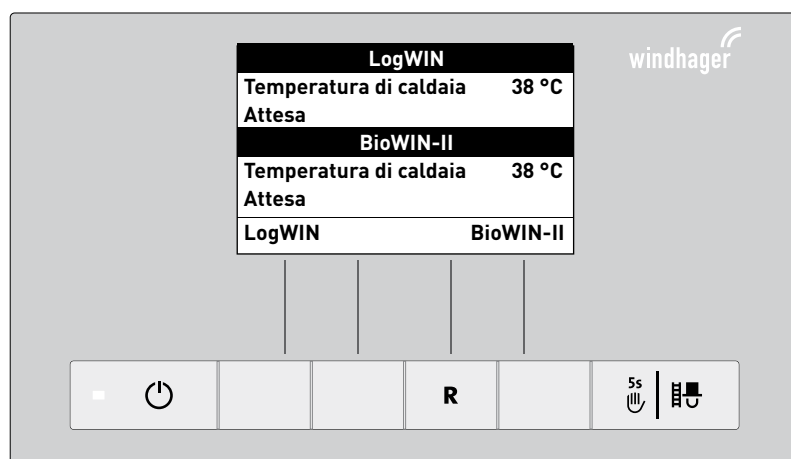 LogWIN
windhager
Temperatura di caldaia 38 °C
Attesa
BioWIN-II
Temperatura di caldaia 38 °C
Attesa
LogWIN BioWIN-II
R
5s